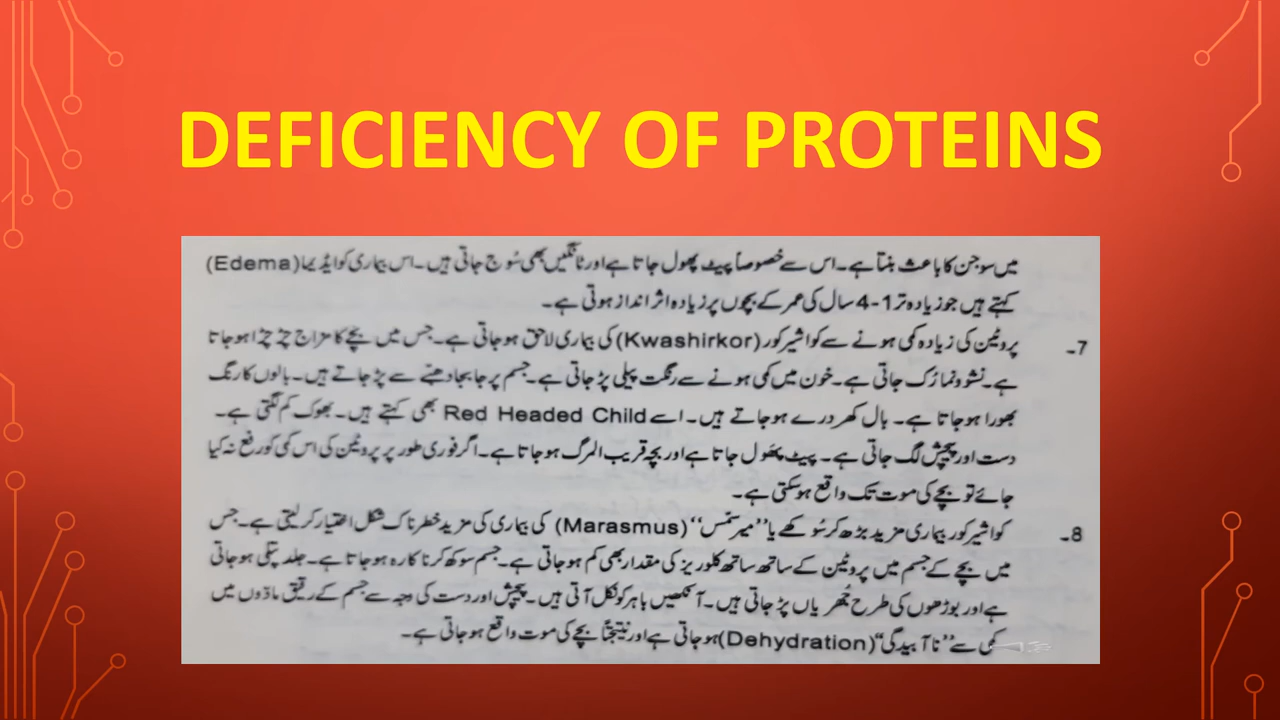 DEFICIENCY OF PROTEINS
میں سوجن کا باعث بنتا ہے۔ اس سے خصوصاً پیٹ پھول جاتا ہے اور ٹانگیں بھی سُوج جاتی ہیں۔ اس بیماری کو ایڈیما (Edema)
کہتے ہیں جو زیادہ تر 1-4 سال کی عمر کے بچوں پر زیادہ اثر انداز ہوتی ہے۔
7۔ پروٹین کی زیادہ کمی ہونے سے کواشیرکور (Kwashirkor) کی بیماری لاحق ہو جاتی ہے۔ جس میں بچے کا مزاج چڑچڑا ہو جاتا
ہے۔ نشوونما رُک جاتی ہے۔ خون میں کمی ہونے سے رنگت پیلی پڑ جاتی ہے۔ جسم پر جا بجا دھبے سے پڑ جاتے ہیں۔ بالوں کا رنگ
بھورا ہو جاتا ہے۔ بال کھردرے ہو جاتے ہیں۔ اسے Red Headed Child بھی کہتے ہیں۔ بھوک کم لگتی ہے۔
دست اور پیچش لگ جاتی ہے۔ پیٹ پھُول جاتا ہے اور بچہ قریب المرگ ہو جاتا ہے۔ اگر فوری طور پر پروٹین کی اس کمی کو رفع نہ کیا
جائے تو بچے کی موت تک واقع ہو سکتی ہے۔
8۔ کواشیرکور بیماری مزید بڑھ کر سُوکھے یا ”میرسمس“ (Marasmus) کی بیماری کی مزید خطرناک شکل اختیار کر لیتی ہے۔ جس
میں بچے کے جسم میں پروٹین کے ساتھ ساتھ کلوریز کی مقدار بھی کم ہو جاتی ہے۔ جسم سوکھ کر ناکارہ ہو جاتا ہے۔ جلد پتلی ہو جاتی
ہے اور بوڑھوں کی طرح جُھریاں پڑ جاتی ہیں۔ آنکھیں باہر کو نکل آتی ہیں۔ پیچش اور دست کی وجہ سے جسم کے رقیق مادّوں میں
کمی سے ”نا آبیدگی“ (Dehydration) ہو جاتی ہے اور نتیجتاً بچے کی موت واقع ہو جاتی ہے۔